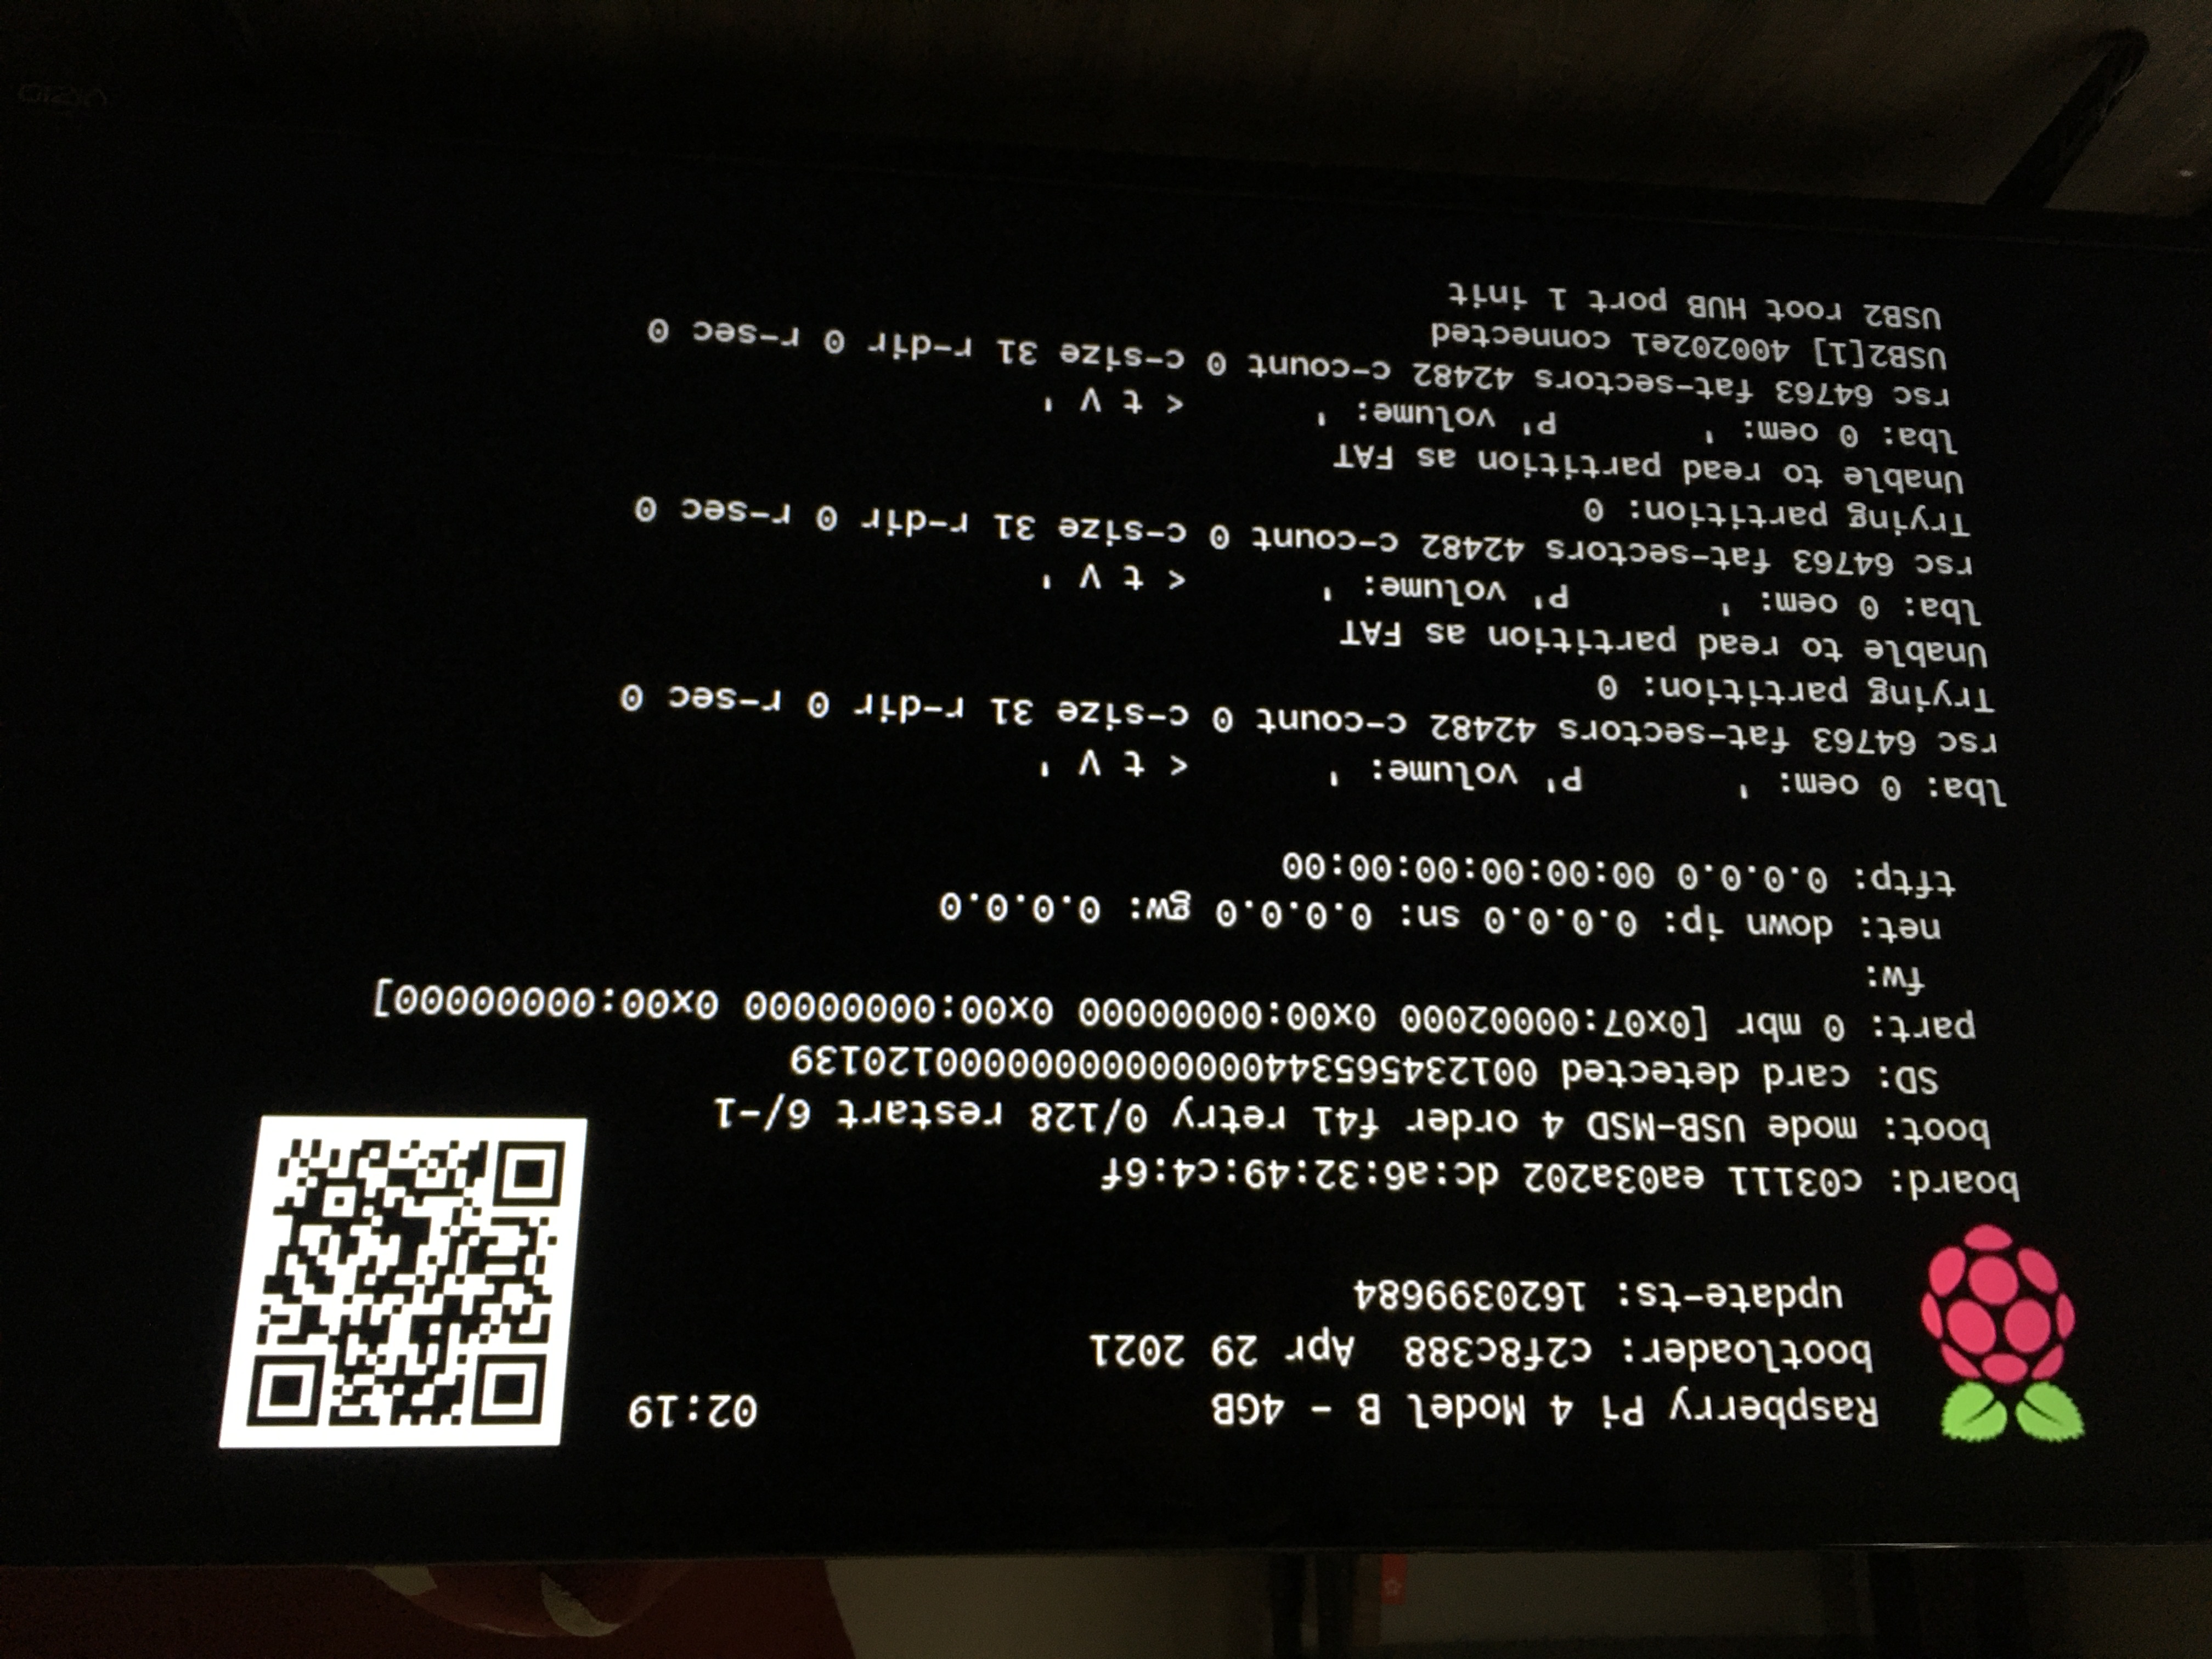 Raspberry Pi 4 Model B - 4GB 02:19
bootloader: c2f8c388 Apr 29 2021
update-ts: 1620399684
board: c03111 ea03a202 dc:a6:32:49:c4:6f
boot: mode USB-MSD 4 order f41 retry 0/128 restart 6/-1
SD: card detected 00123456534400000000000000120139
part: 0 mbr [0x07:00002000 0x00:00000000 0x00:00000000 0x00:00000000]
fw:
net: down ip: 0.0.0.0 sn: 0.0.0.0 gw: 0.0.0.0
tftp: 0.0.0.0 00:00:00:00:00:00
lba: 0 oem: ' P' volume: ' < t V '
rsc 64763 fat-sectors 42482 c-count 0 c-size 31 r-dir 0 r-sec 0
Trying partition: 0
Unable to read partition as FAT
lba: 0 oem: ' P' volume: ' < t V '
rsc 64763 fat-sectors 42482 c-count 0 c-size 31 r-dir 0 r-sec 0
Trying partition: 0
Unable to read partition as FAT
lba: 0 oem: ' P' volume: ' < t V '
rsc 64763 fat-sectors 42482 c-count 0 c-size 31 r-dir 0 r-sec 0
USB2[1] 400202e1 connected
USB2 root HUB port 1 init
VIZIO